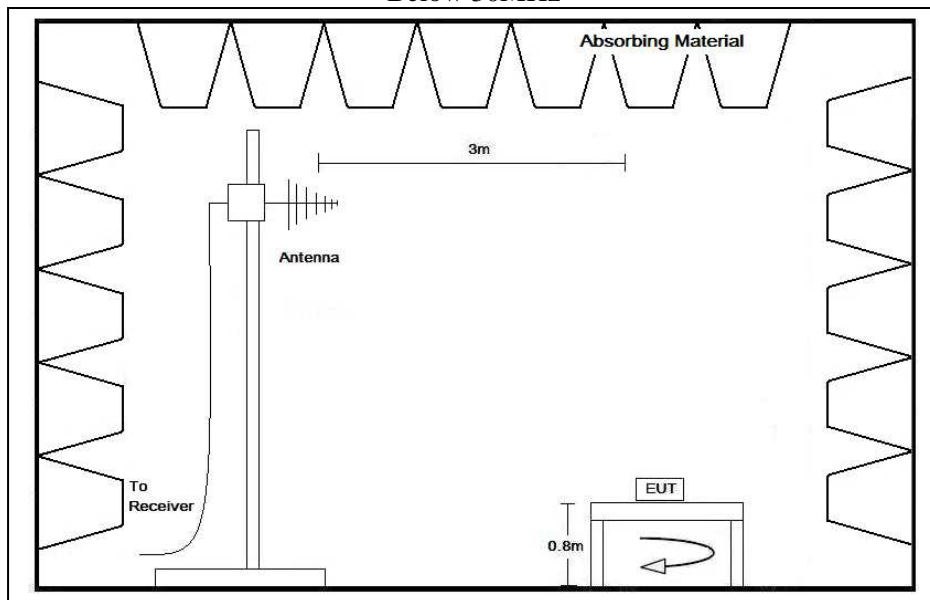 Absorbing Material
3m
Antenna
To
Receiver
EUT
0.8m